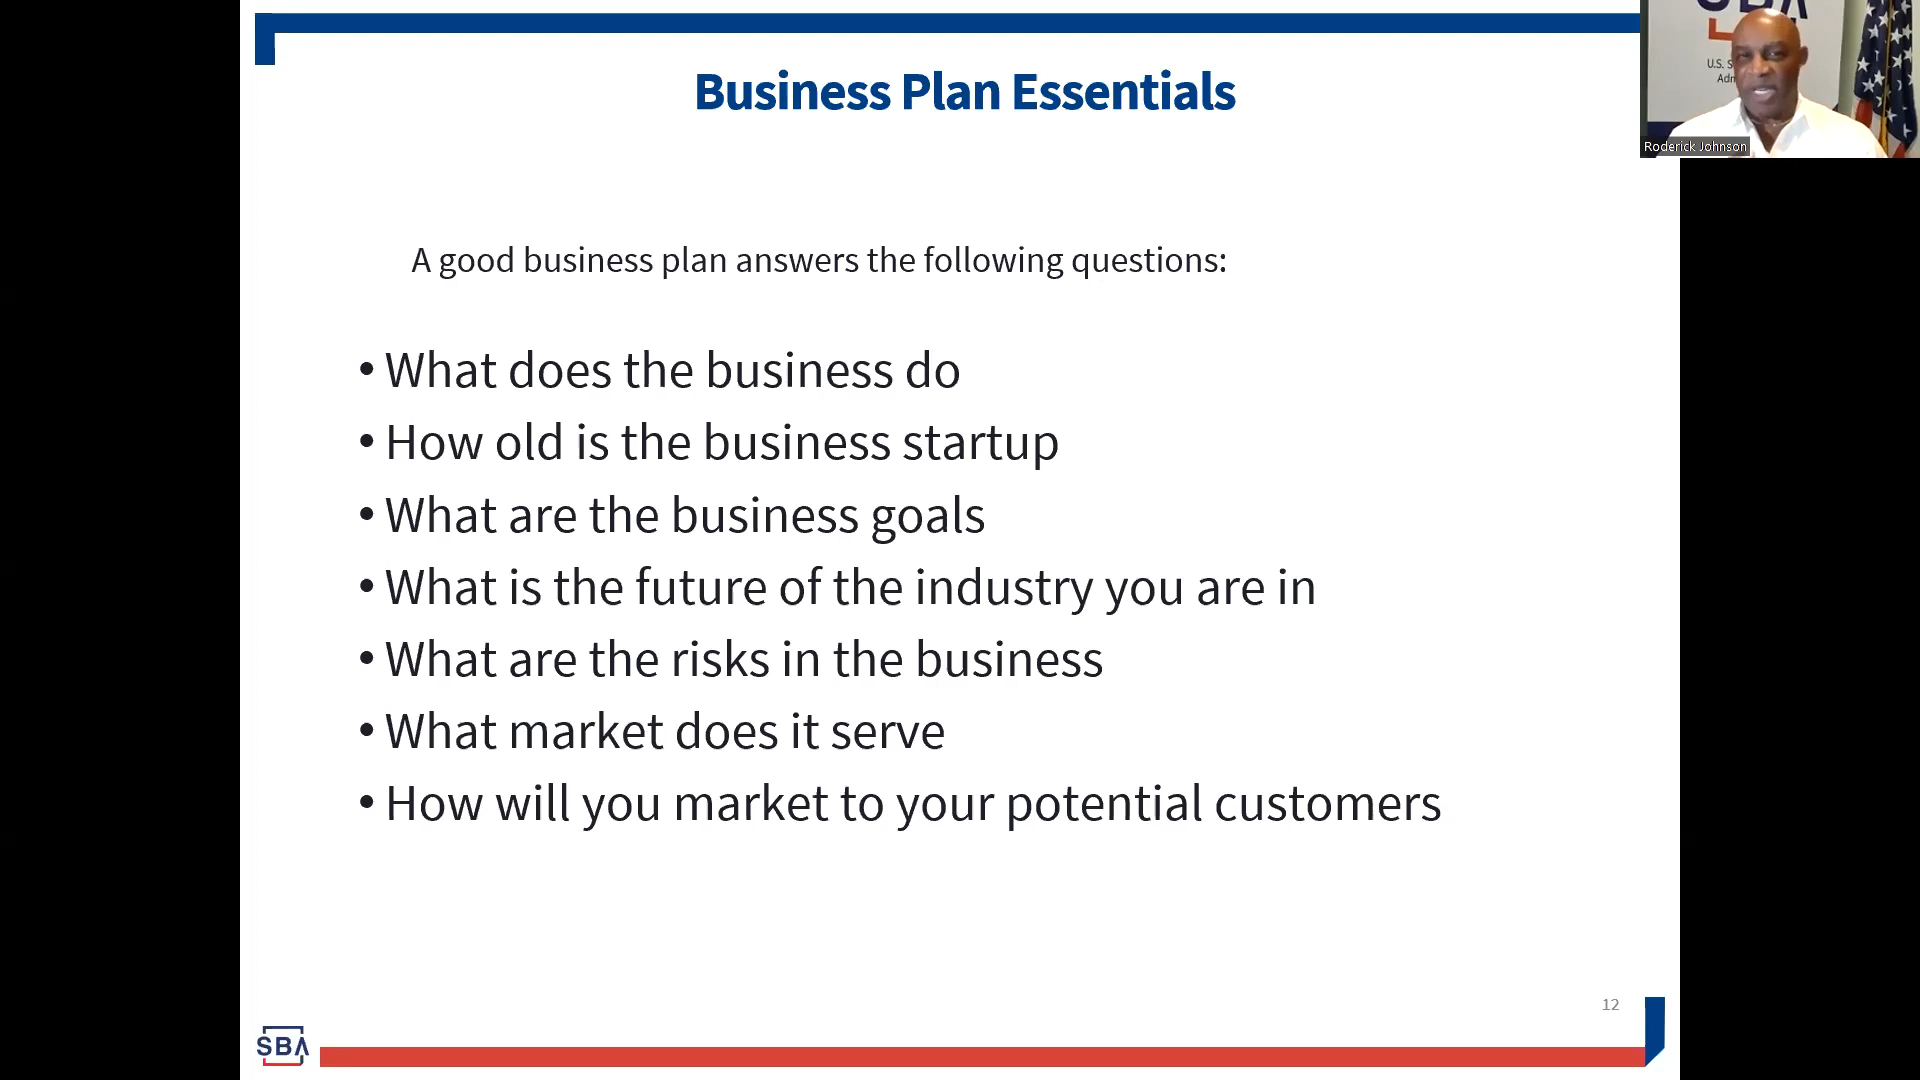 Business Plan Essentials
A good business plan answers the following questions:
• What does the business do
• How old is the business startup
• What are the business goals
• What is the future of the industry you are in
• What are the risks in the business
• What market does it serve
• How will you market to your potential customers
12
SBA
SBA
U.S. S
Adm
Roderick Johnson